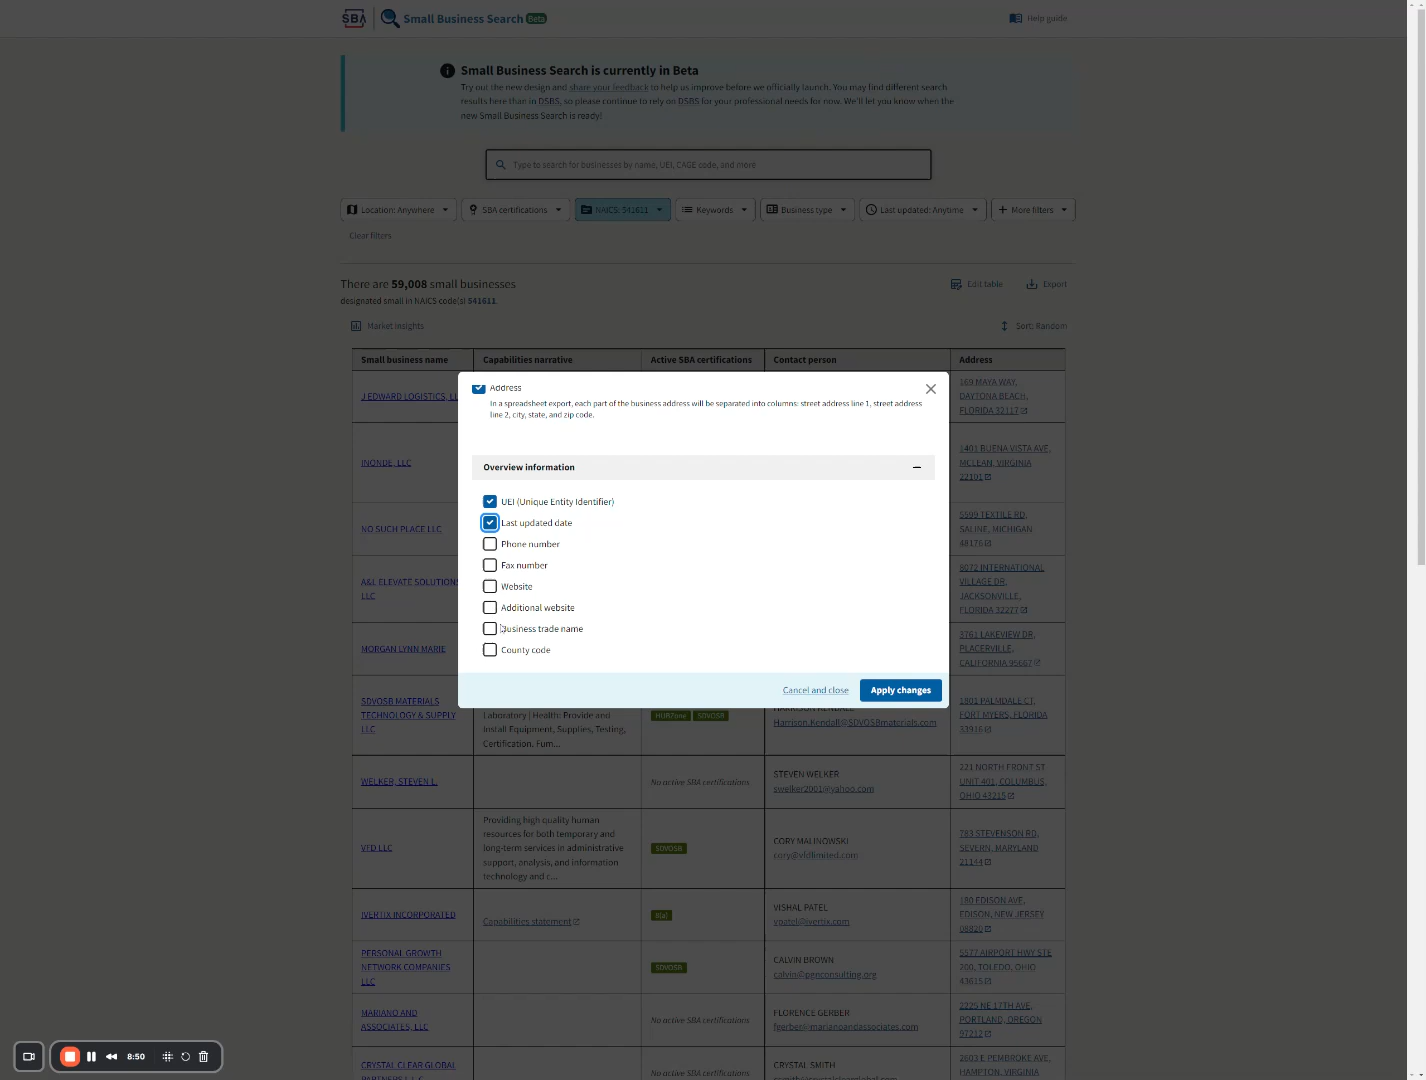 SBA Small Business Search Beta
Help guide
Small Business Search is currently in Beta
Try out the new design and share your feedback to help us improve before we officially launch. You may find different search
results here than in DSBS, so please continue to rely on DSBS for your professional needs for now. We'll let you know when the
new Small Business Search is ready!
Type to search for businesses by name, UEI, CAGE code, and more
Location: Anywhere SBA certifications NAICS: 541611 Keywords Business type Last updated: Anytime More filters
Clear filters
There are 59,008 small businesses
designated small in NAICS code(s) 541611.
Edit table Export
Market Insights
Sort: Random
Small business name Capabilities narrative Active SBA certifications Contact person Address
J EDWARD LOGISTICS, LL
169 MAYA WAY,
DAYTONA BEACH,
FLORIDA 32117
INONDE, LLC
1401 BUENA VISTA AVE,
MCLEAN, VIRGINIA
22101
NO SUCH PLACE LLC
5599 TEXTILE RD,
SALINE, MICHIGAN
48176
A&L ELEVATE SOLUTIONS
LLC
8072 INTERNATIONAL
VILLAGE DR,
JACKSONVILLE,
FLORIDA 32277
MORGAN LYNN MARIE
3761 LAKEVIEW DR,
PLACERVILLE,
CALIFORNIA 95667
Address
In a spreadsheet export, each part of the business address will be separated into columns: street address line 1, street address
line 2, city, state, and zip code.
Overview information
UEI (Unique Entity Identifier)
Last updated date
Phone number
Fax number
Website
Additional website
Business trade name
County code
Cancel and close Apply changes
SDVOSB MATERIALS
TECHNOLOGY & SUPPLY
LLC
Laboratory | Health: Provide and
Install Equipment, Supplies, Testing,
Certification. Fum...
HUBZone SDVOSB
HARRISON KENDALL
Harrison.Kendall@SDVOSBmaterials.com
1801 PALMDALE CT,
FORT MYERS, FLORIDA
33916
WELKER, STEVEN L.
No active SBA certifications
STEVEN WELKER
swelker2001@yahoo.com
221 NORTH FRONT ST
UNIT 401, COLUMBUS,
OHIO 43215
VFD LLC
Providing high quality human
resources for both temporary and
long-term services in administrative
support, analysis, and information
technology and c...
SDVOSB
CORY MALINOWSKI
cory@vfdlimited.com
783 STEVENSON RD,
SEVERN, MARYLAND
21144
IVERTIX INCORPORATED
Capabilities statement
8(a)
VISHAL PATEL
vpatel@ivertix.com
180 EDISON AVE,
EDISON, NEW JERSEY
08820
PERSONAL GROWTH
NETWORK COMPANIES
LLC
SDVOSB
CALVIN BROWN
calvin@pgnconsulting.org
5577 AIRPORT HWY STE
200, TOLEDO, OHIO
43615
MARIANO AND
ASSOCIATES, LLC
No active SBA certifications
FLORENCE GERBER
fgerber@marianoandassociates.com
2225 NE 17TH AVE,
PORTLAND, OREGON
97212
CRYSTAL CLEAR GLOBAL
No active SBA certifications
CRYSTAL SMITH
2603 E PEMBROKE AVE,
HAMPTON, VIRGINIA
8:50